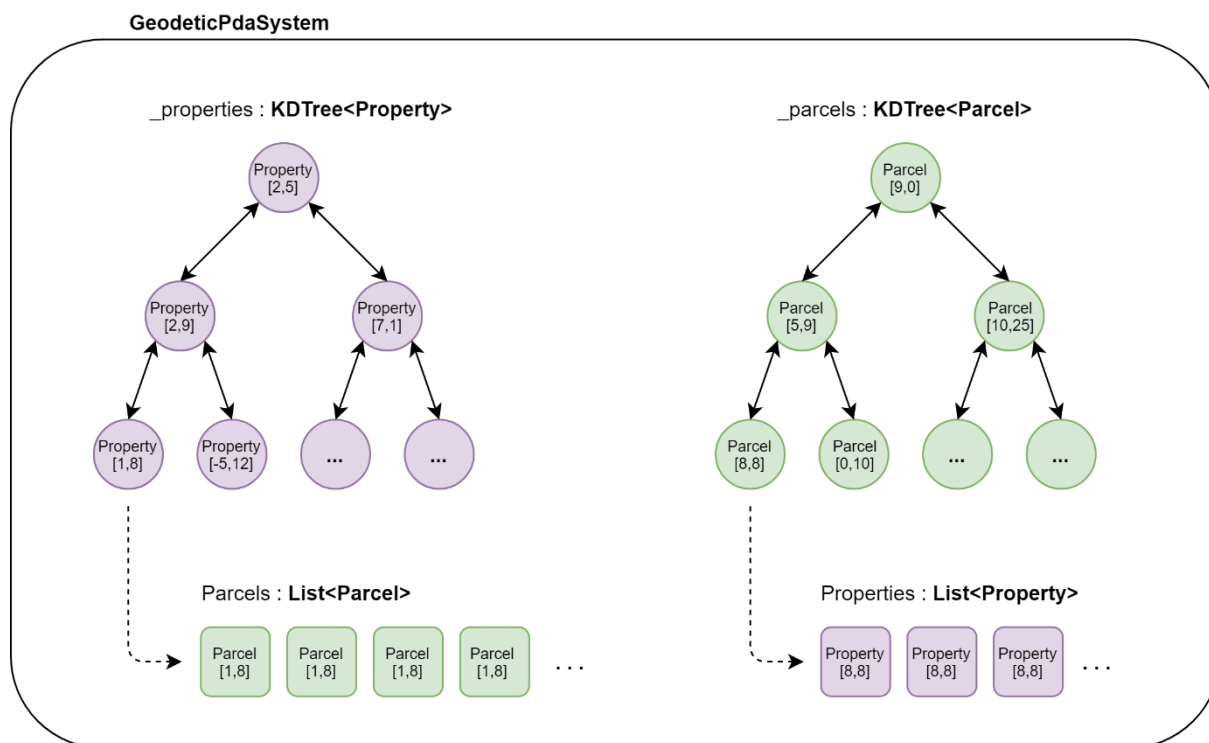 GeodeticPdaSystem
_properties : KDTree<Property>
Property
[2,5]
Property
[2,9]
Property
[7,1]
Property
[1,8]
Property
[-5,12]
...
...
Parcels : List<Parcel>
Parcel
[1,8]
Parcel
[1,8]
Parcel
[1,8]
Parcel
[1,8]
...
_parcels : KDTree<Parcel>
Parcel
[9,0]
Parcel
[5,9]
Parcel
[10,25]
Parcel
[8,8]
Parcel
[0,10]
...
...
Properties : List<Property>
Property
[8,8]
Property
[8,8]
Property
[8,8]
...